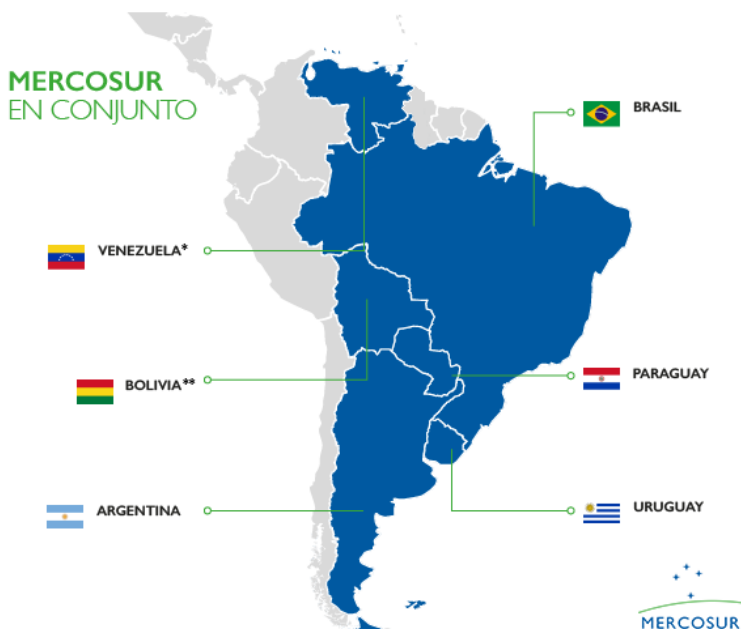 MERCOSUR
EN CONJUNTO
BRASIL
VENEZUELA*
PARAGUAY
BOLIVIA**
ARGENTINA
URUGUAY
MERCOSUR